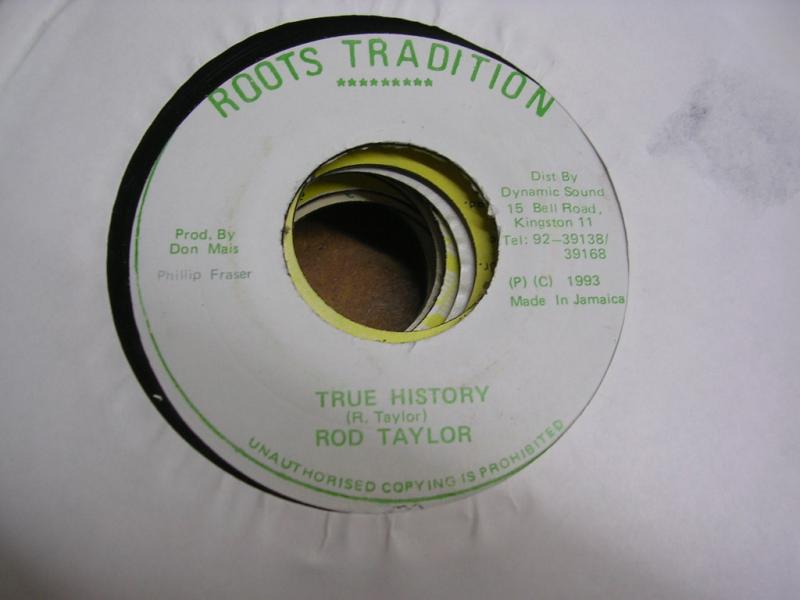 ROOTS TRADITION
*********
Prod. By
Don Mais
Phillip Fraser
Dist By
Dynamic Sound
15 Bell Road,
Kingston 11
Tel: 92-39138/
39168
(P) (C) 1993
Made In Jamaica
TRUE HISTORY
(R. Taylor)
ROD TAYLOR
UNAUTHORISED COPYING IS PROHIBITED